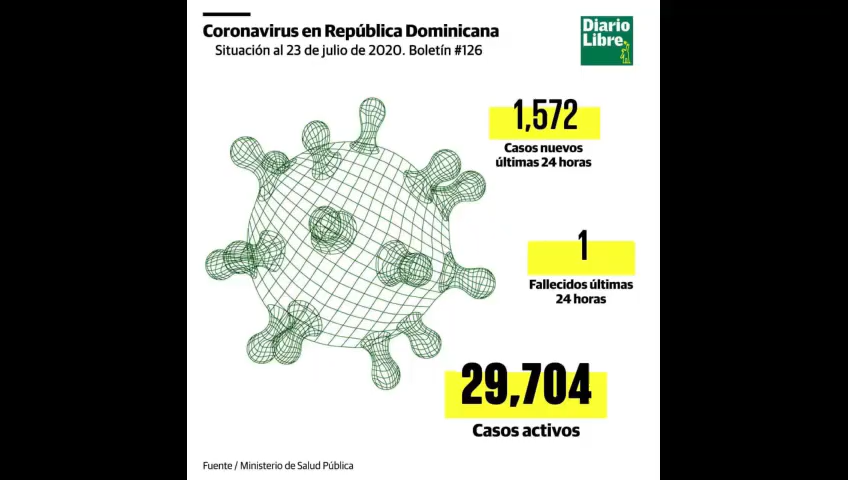 Coronavirus en República Dominicana
Situación al 23 de julio de 2020. Boletín #126
Diario
Libre
1,572
Casos nuevos
últimas 24 horas
1
Fallecidos últimas
24 horas
29,704
Casos activos
Fuente / Ministerio de Salud Pública